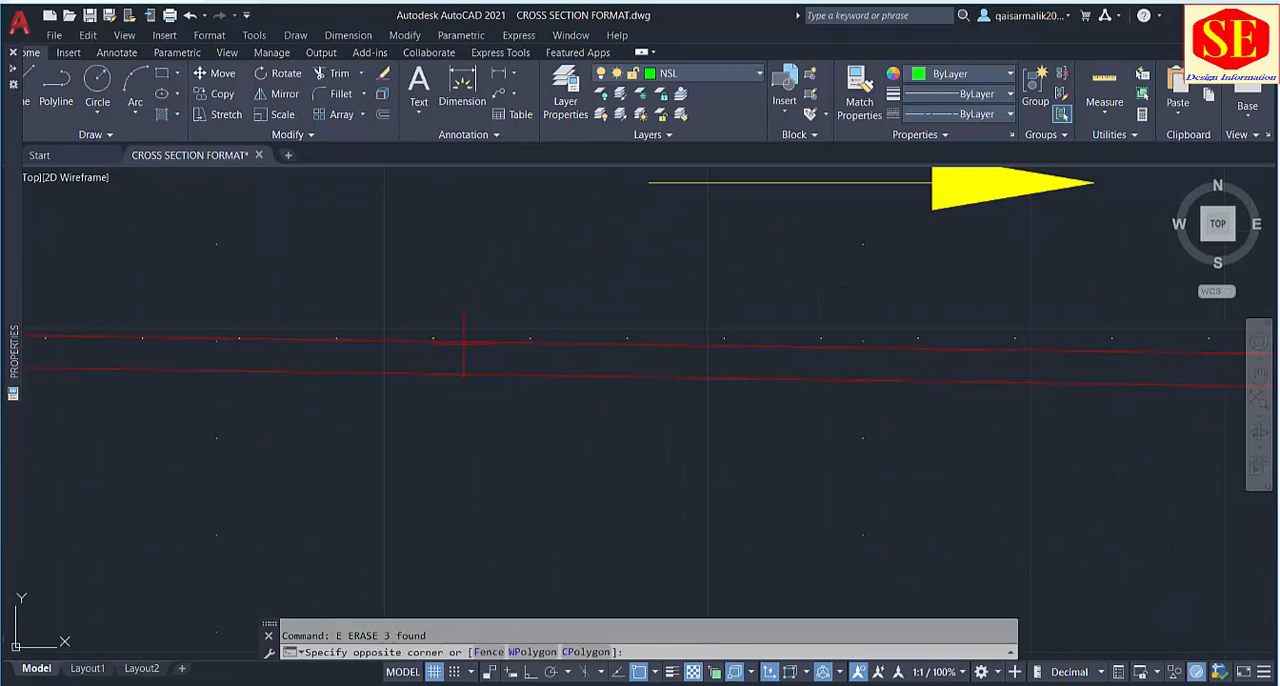 Autodesk AutoCAD 2021 CROSS SECTION FORMAT.dwg
Type a keyword or phrase
qaisarmalik20...
File Edit View Insert Format Tools Draw Dimension Modify Parametric Express Window Help
SE
Design Information
ome Insert Annotate Parametric View Manage Output Add-ins Collaborate Express Tools Featured Apps
Move Rotate Trim
NSL
ByLayer
Polyline Circle Arc
Copy Mirror Fillet
Text Dimension
Layer Properties
Insert
Match Properties
ByLayer
Group
Measure
Paste
Base
Stretch Scale Array
Table
ByLayer
Draw Modify Annotation Layers Block Properties Groups Utilities Clipboard View
Start CROSS SECTION FORMAT*
Top][2D Wireframe]
N
W TOP E
S
WCS
PROPERTIES
Y
X
Command: E ERASE 3 found
Specify opposite corner or [Fence WPolygon CPolygon]:
Model Layout1 Layout2 +
MODEL 1:1 / 100% Decimal